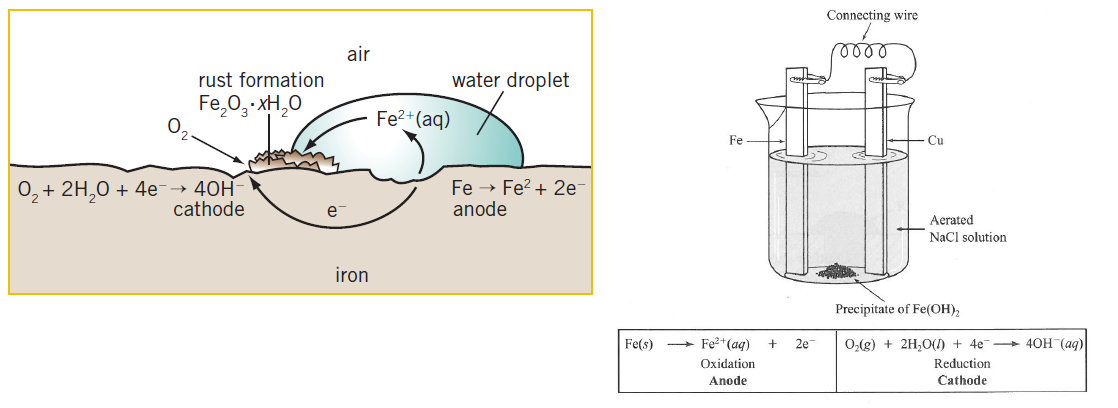 air
rust formation
Fe₂O₃·xH₂O
water droplet
O₂
Fe²⁺(aq)
O₂ + 2H₂O + 4e⁻ → 4OH⁻
cathode
e⁻
Fe → Fe² + 2e⁻
anode
iron
Connecting wire
Fe
Cu
Aerated
NaCl solution
Precipitate of Fe(OH)₂
Fe(s) → Fe²⁺(aq) + 2e⁻
Oxidation
Anode
O₂(g) + 2H₂O(l) + 4e⁻ → 4OH⁻(aq)
Reduction
Cathode